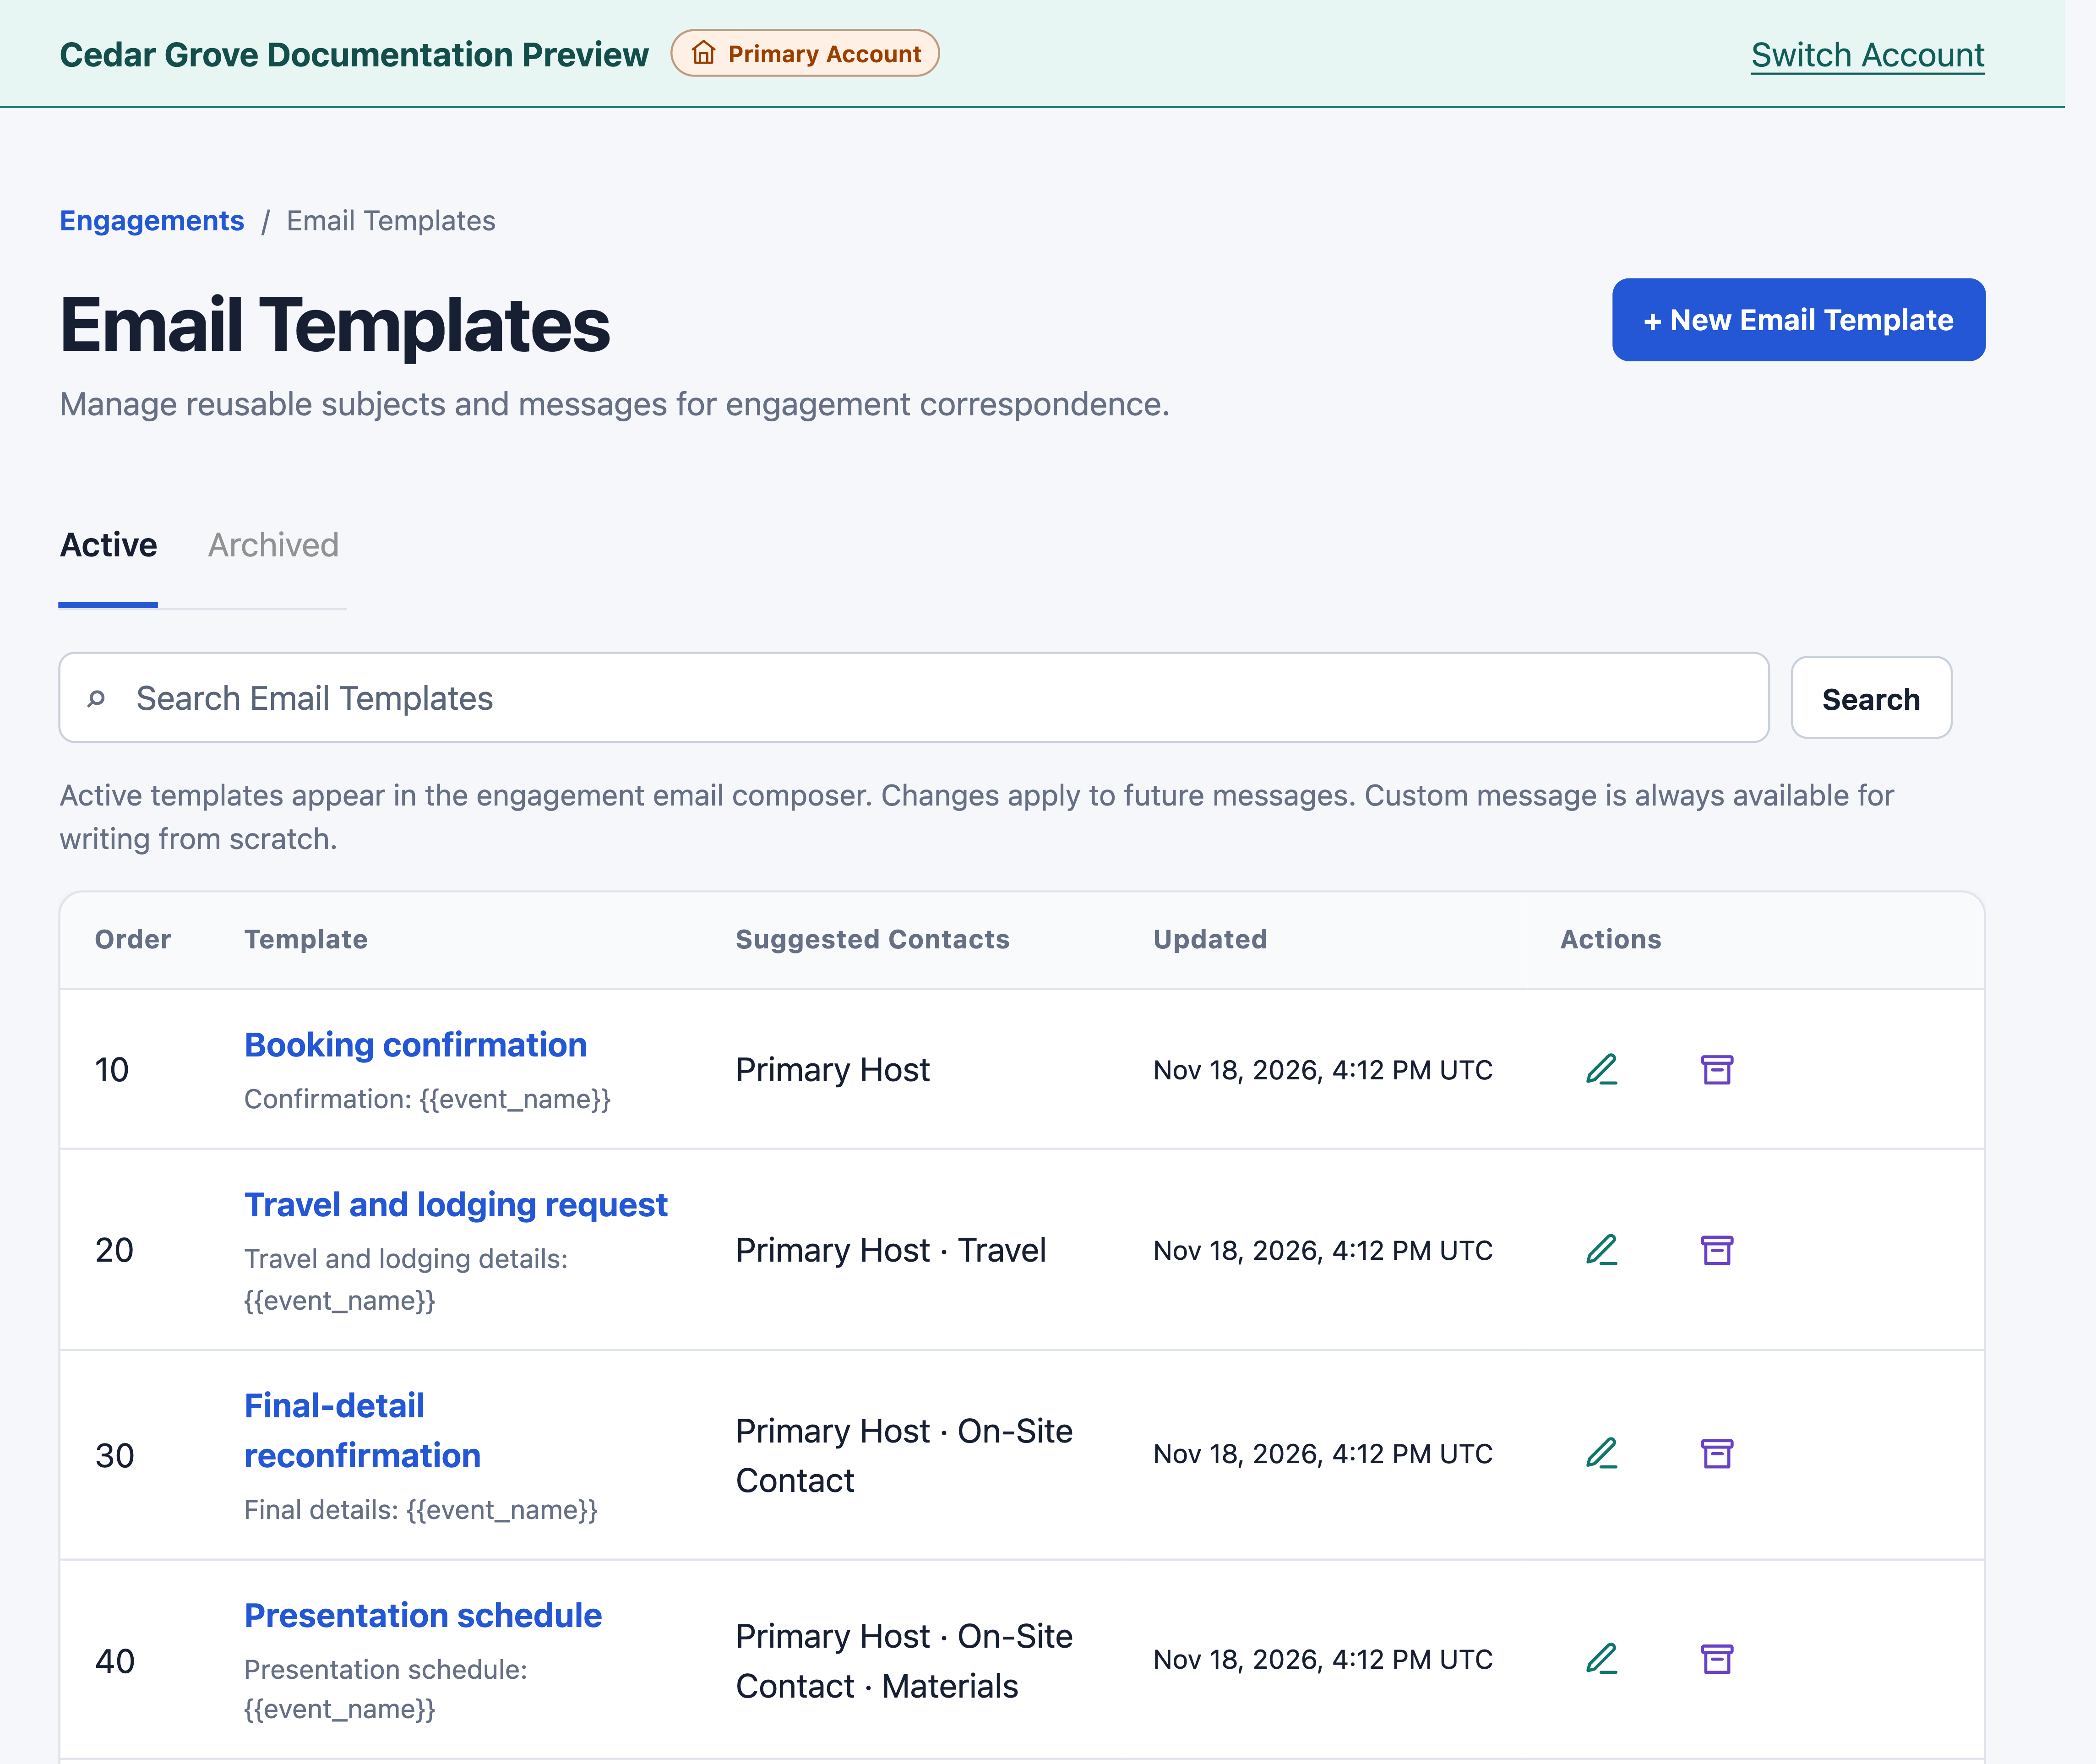 Cedar Grove Documentation Preview
Primary Account
Switch Account
Engagements / Email Templates
Email Templates
+ New Email Template
Manage reusable subjects and messages for engagement correspondence.
Active
Archived
Search Email Templates
Search
Active templates appear in the engagement email composer. Changes apply to future messages. Custom message is always available for
writing from scratch.
Order Template Suggested Contacts Updated Actions
10
Booking confirmation
Confirmation: {{event_name}}
Primary Host
Nov 18, 2026, 4:12 PM UTC
20
Travel and lodging request
Travel and lodging details:
{{event_name}}
Primary Host · Travel
Nov 18, 2026, 4:12 PM UTC
30
Final-detail
reconfirmation
Final details: {{event_name}}
Primary Host · On-Site
Contact
Nov 18, 2026, 4:12 PM UTC
40
Presentation schedule
Presentation schedule:
{{event_name}}
Primary Host · On-Site
Contact · Materials
Nov 18, 2026, 4:12 PM UTC